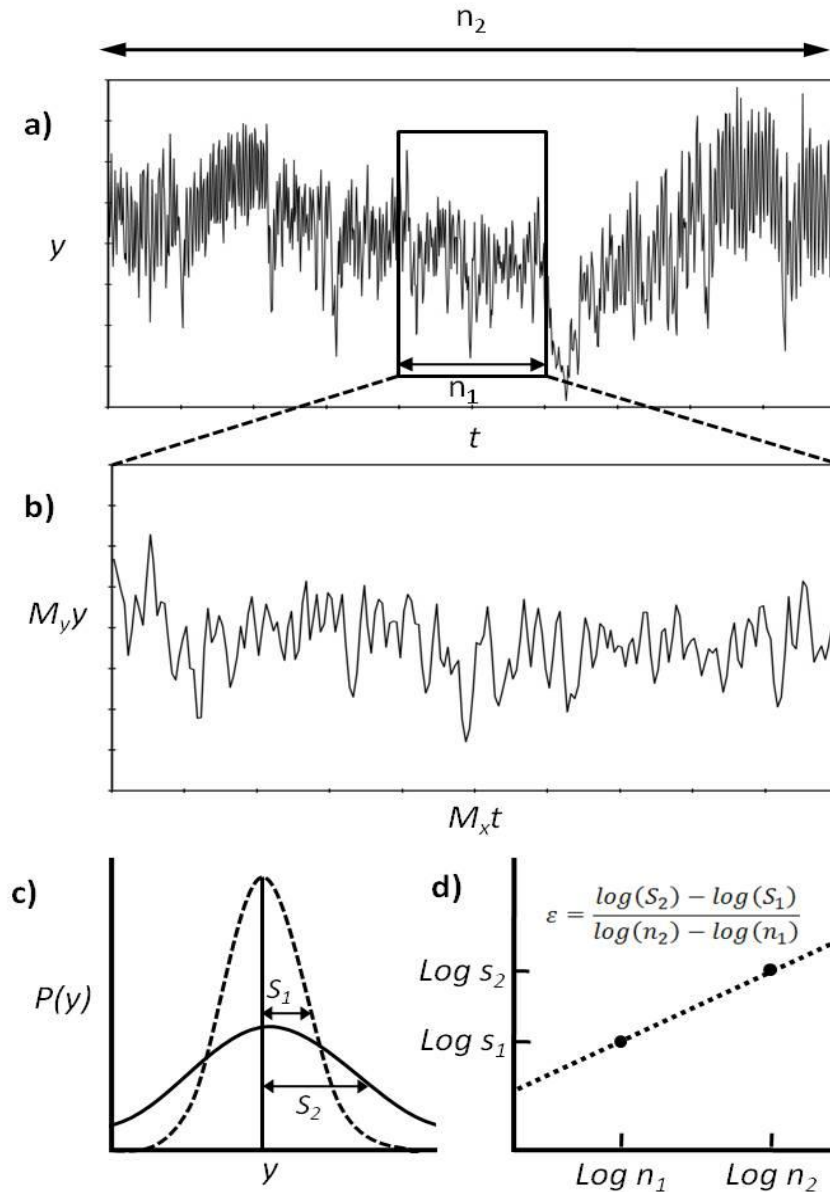 n₂
a)
y
n₁
t
b)
Mᵧy
Mₓt
c)
P(y)
S₁
S₂
y
d)
ε = log(S₂) − log(S₁) / log(n₂) − log(n₁)
Log s₂
Log s₁
Log n₁ Log n₂